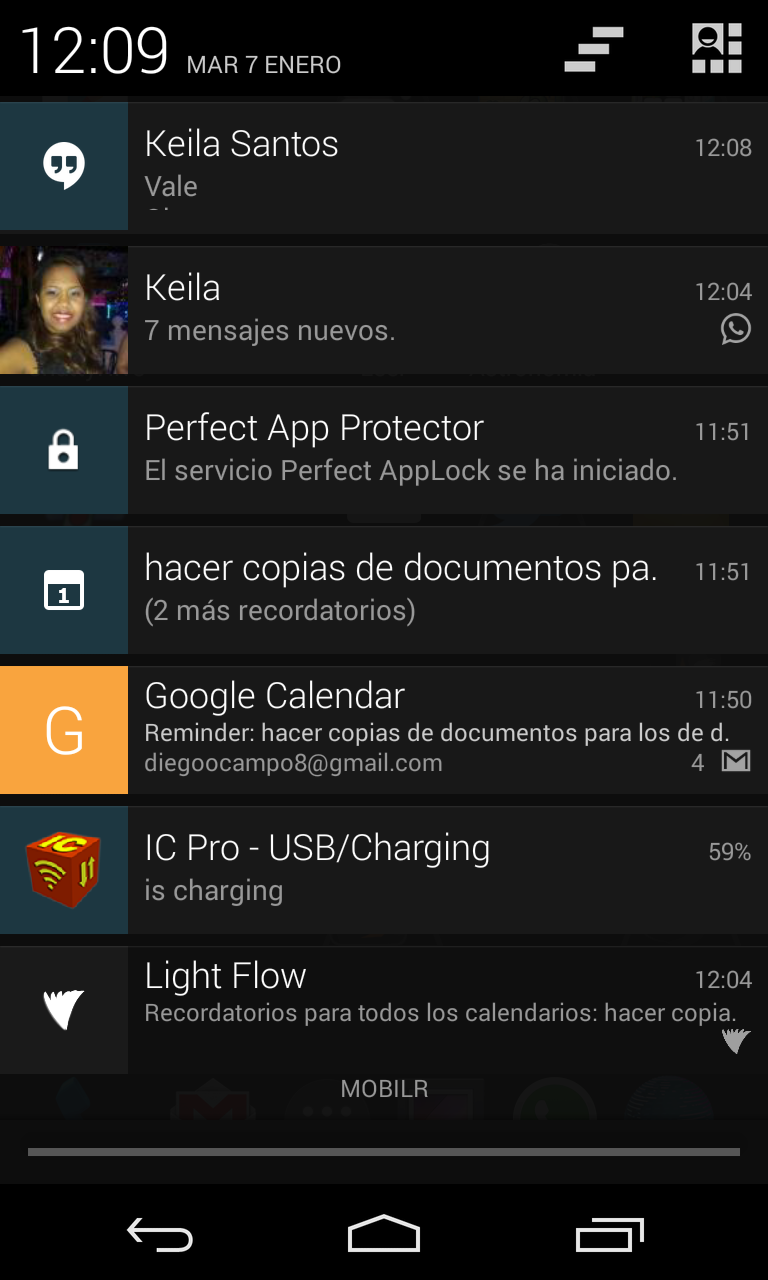 12:09 MAR 7 ENERO
Keila Santos 12:08
Vale
Keila 12:04
7 mensajes nuevos.
Perfect App Protector 11:51
El servicio Perfect AppLock se ha iniciado.
1
hacer copias de documentos pa. 11:51
(2 más recordatorios)
G
Google Calendar 11:50
Reminder: hacer copias de documentos para los de d.
diegoocampo8@gmail.com 4
IC
IC Pro - USB/Charging 59%
is charging
Light Flow 12:04
Recordatorios para todos los calendarios: hacer copia.
MOBILR